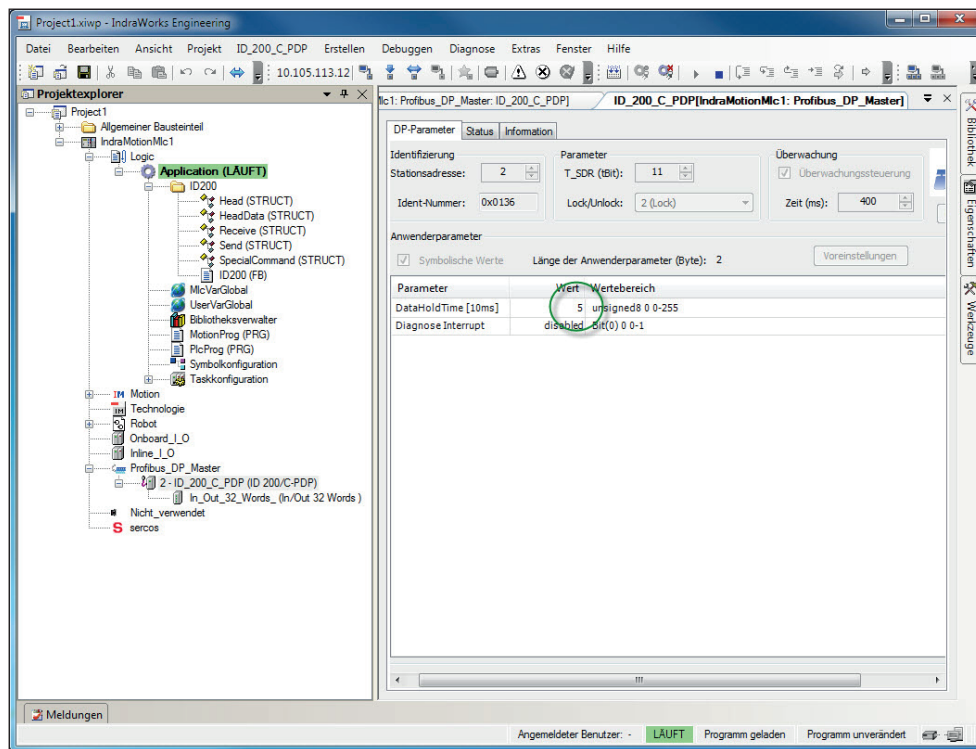 Project1.xiwp - IndraWorks Engineering
Datei Bearbeiten Ansicht Projekt ID_200_C_PDP Erstellen Debuggen Diagnose Extras Fenster Hilfe
10.105.113.12
Projektexplorer
Project1
Allgemeiner Bausteinteil
IndraMotionMlc1
Logic
Application (LÄUFT)
ID200
Head (STRUCT)
HeadData (STRUCT)
Receive (STRUCT)
Send (STRUCT)
SpecialCommand (STRUCT)
ID200 (FB)
MlcVarGlobal
UserVarGlobal
Bibliotheksverwalter
MotionProg (PRG)
PlcProg (PRG)
Symbolkonfiguration
Taskkonfiguration
IM Motion
IM Technologie
Robot
Onboard_I_O
Inline_I_O
Profibus_DP_Master
2 - ID_200_C_PDP (ID 200/C-PDP)
In_Out_32_Words_ (In/Out 32 Words )
Nicht_verwendet
S sercos
lc1: Profibus_DP_Master: ID_200_C_PDP] ID_200_C_PDP[IndraMotionMlc1: Profibus_DP_Master]
DP-Parameter Status Information
Identifizierung Parameter Überwachung
Stationsadresse: 2 T_SDR (tBit): 11 Überwachungssteuerung
Ident-Nummer: 0x0136 Lock/Unlock: 2 (Lock) Zeit (ms): 400
Anwenderparameter
Symbolische Werte Länge der Anwenderparameter (Byte): 2 Voreinstellungen
Parameter Wert Wertebereich
DataHoldTime [10ms] 5 unsigned8 0 0-255
Diagnose Interrupt disabled Bit(0) 0 0-1
Bibliothek
Eigenschaften
Werkzeuge
Meldungen
Angemeldeter Benutzer: - LÄUFT Programm geladen Programm unverändert